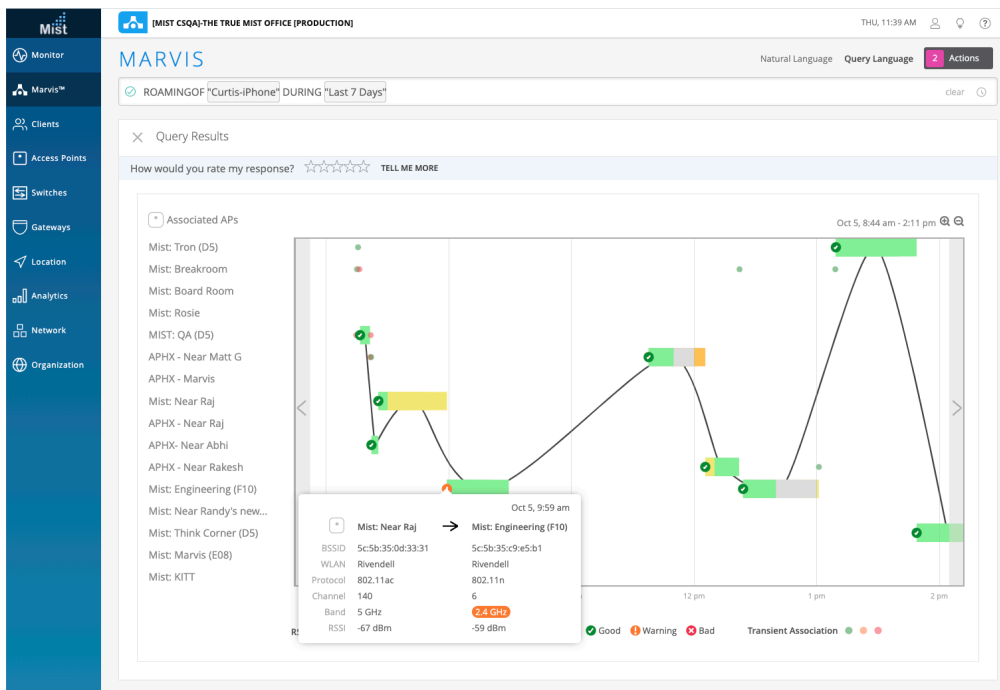 Mist
[MIST CSQA]-THE TRUE MIST OFFICE [PRODUCTION]
THU, 11:39 AM
Monitor
Marvis™
Clients
Access Points
Switches
Gateways
Location
Analytics
Network
Organization
MARVIS
Natural Language Query Language 2 Actions
ROAMINGOF "Curtis-iPhone" DURING "Last 7 Days"
clear
Query Results
How would you rate my response? TELL ME MORE
Associated APs
Oct 5, 8:44 am - 2:11 pm
Mist: Tron (D5)
Mist: Breakroom
Mist: Board Room
Mist: Rosie
MIST: QA (D5)
APHX - Near Matt G
APHX - Marvis
Mist: Near Raj
APHX - Near Raj
APHX- Near Abhi
APHX - Near Rakesh
Mist: Engineering (F10)
Mist: Near Randy's new...
Mist: Think Corner (D5)
Mist: Marvis (E08)
Mist: KITT
Oct 5, 9:59 am
Mist: Near Raj → Mist: Engineering (F10)
BSSID 5c:5b:35:0d:33:31 5c:5b:35:c9:e5:b1
WLAN Rivendell Rivendell
Protocol 802.11ac 802.11n
Channel 140 6
Band 5 GHz 2.4 GHz
RSSI -67 dBm -59 dBm
12 pm 1 pm 2 pm
Good Warning Bad Transient Association